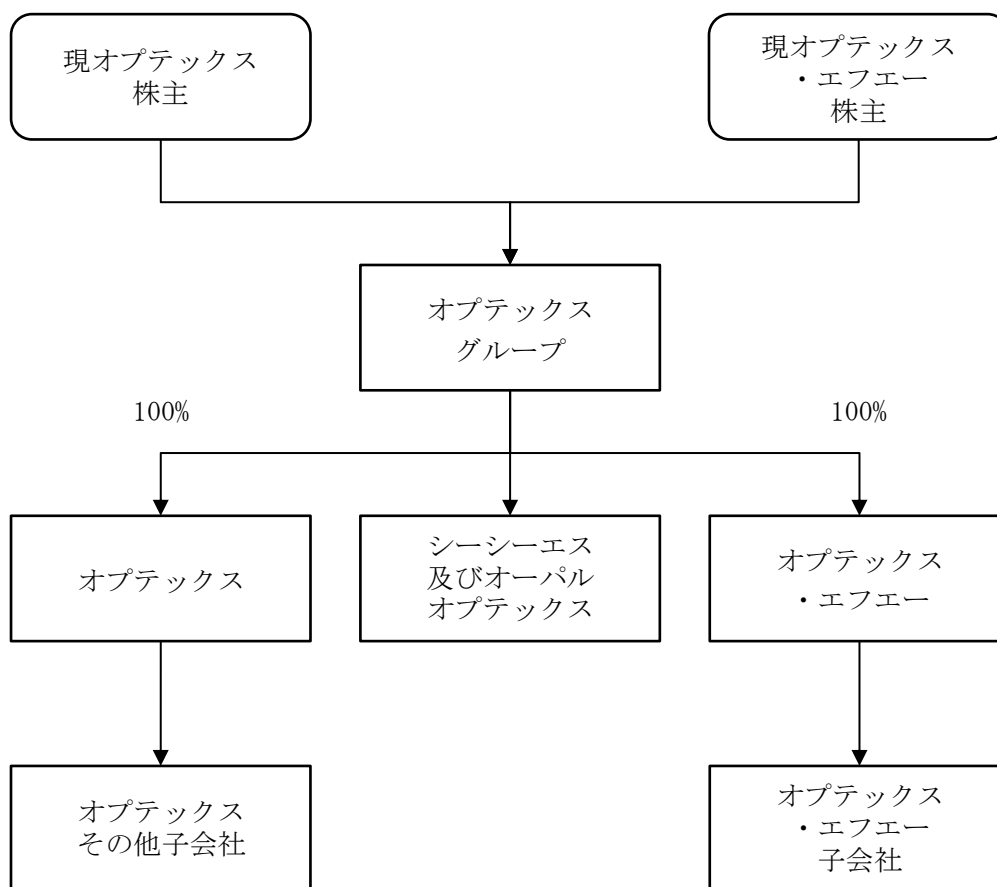 現オプテックス
株主
現オプテックス
・エフエー
株主
オプテックス
グループ
100%
100%
オプテックス
シーシーエス
及びオーパル
オプテックス
オプテックス
・エフエー
オプテックス
その他子会社
オプテックス
・エフエー
子会社